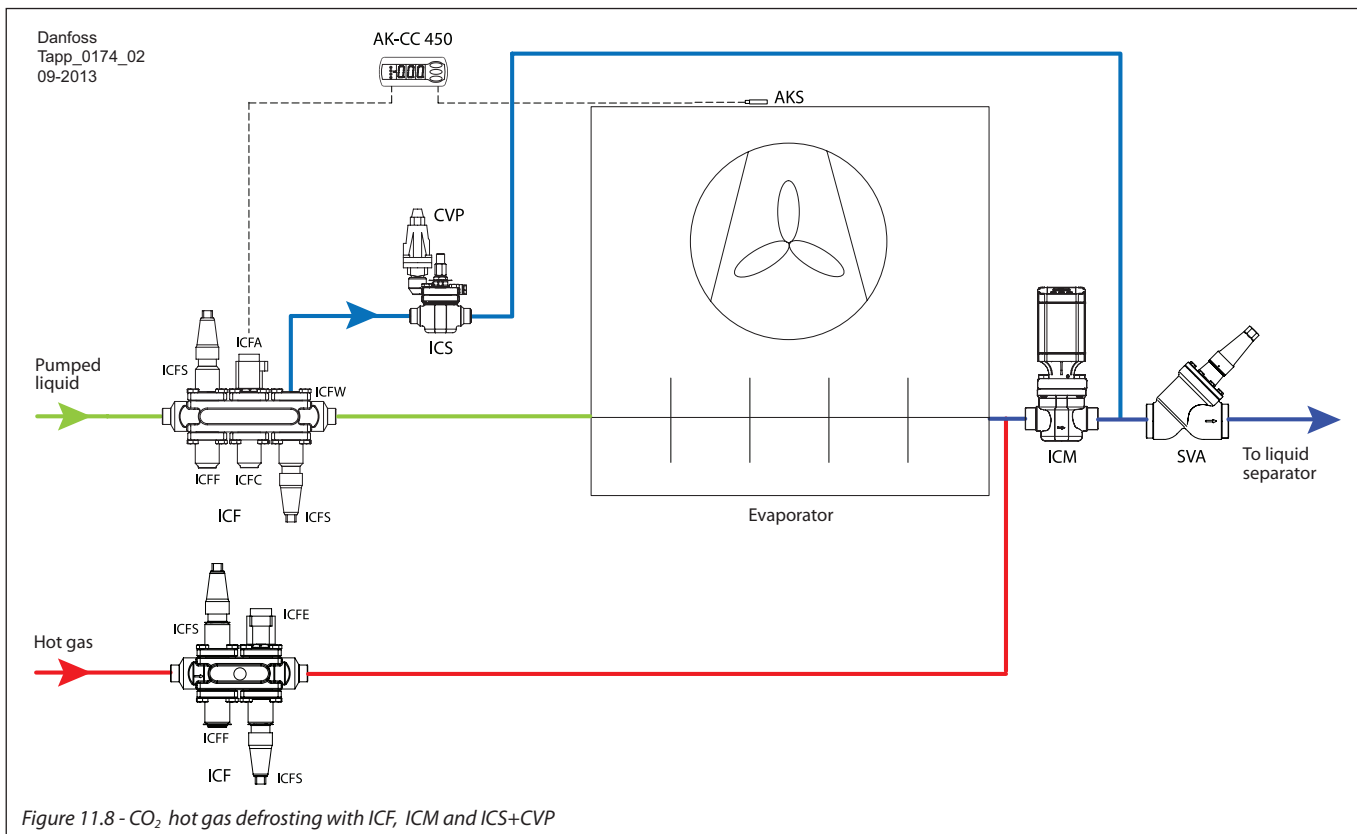 Danfoss
Tapp_0174_02
09-2013
AK-CC 450
AKS
CVP
ICS
ICFS
ICFA
ICFW
Pumped
liquid
ICFF
ICFC
ICFS
ICF
Evaporator
ICM
SVA
To liquid
separator
ICFS
ICFE
Hot gas
ICFF
ICFS
ICF
Figure 11.8 - CO₂ hot gas defrosting with ICF, ICM and ICS+CVP